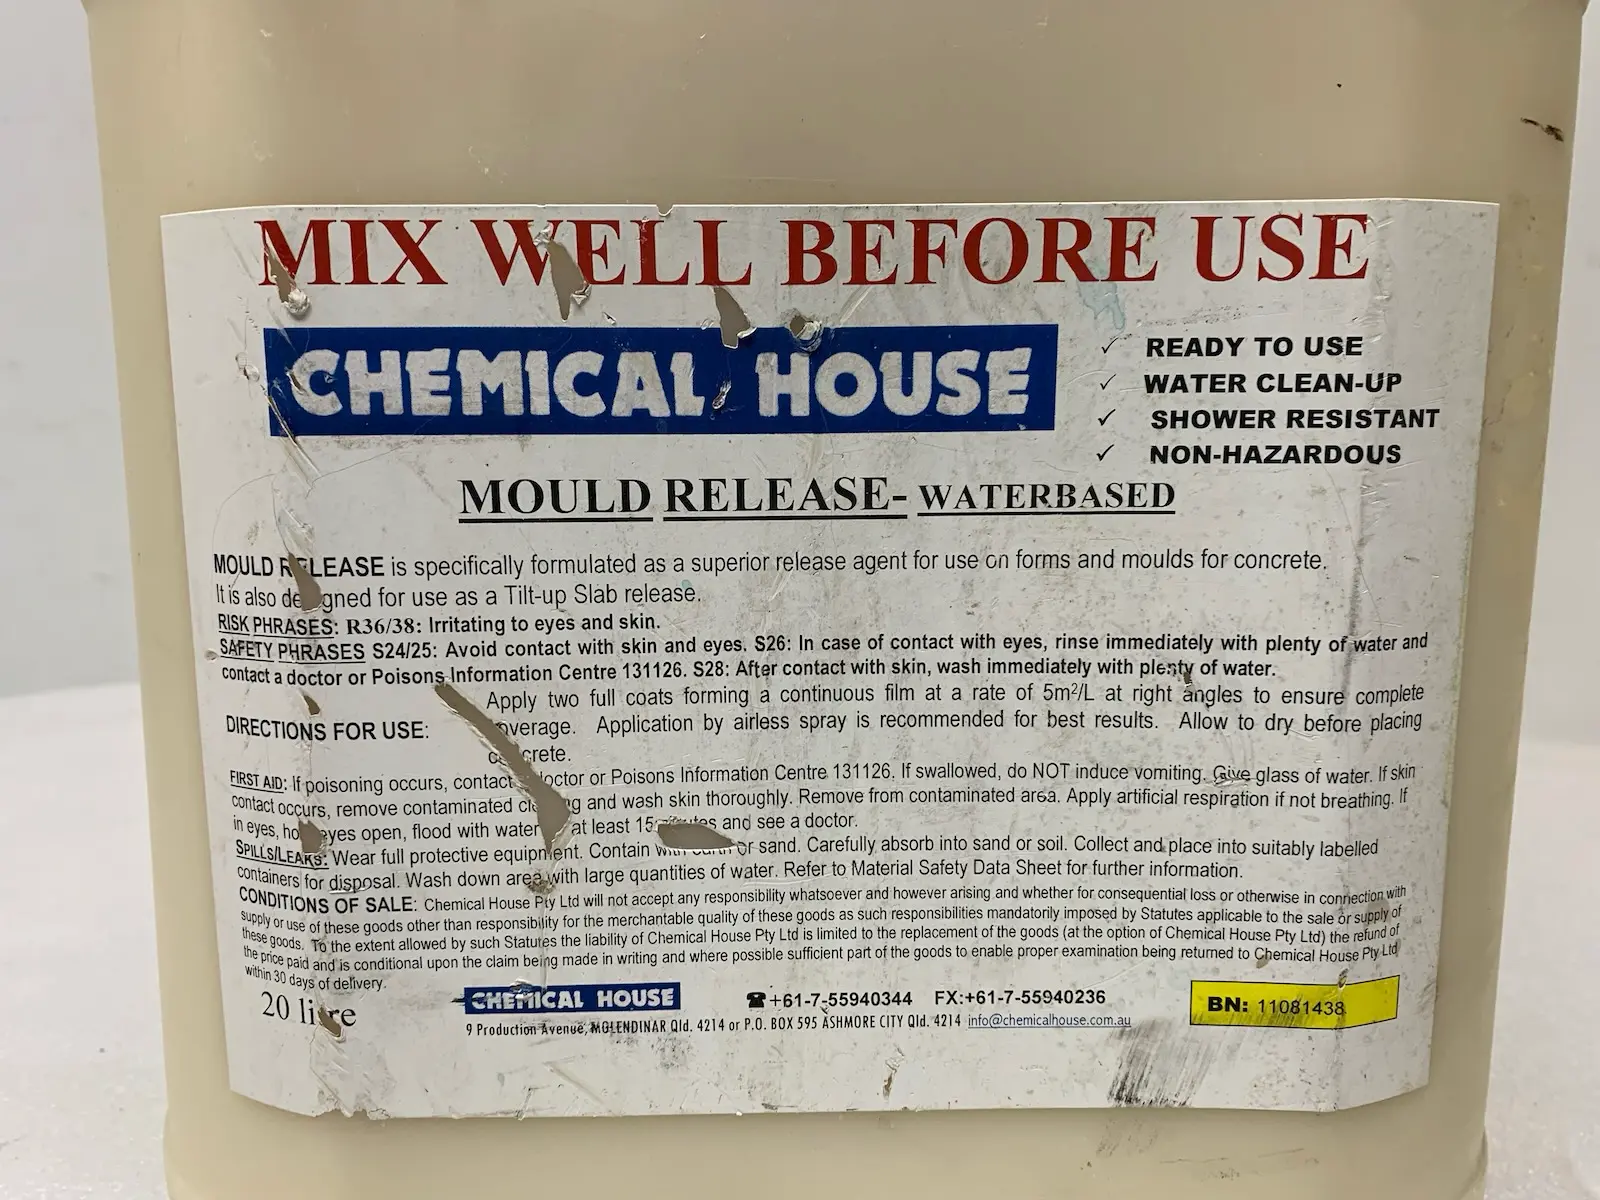 MIX WELL BEFORE USE
CHEMICAL HOUSE
✓ READY TO USE
✓ WATER CLEAN-UP
✓ SHOWER RESISTANT
✓ NON-HAZARDOUS
MOULD RELEASE- WATERBASED
MOULD RELEASE is specifically formulated as a superior release agent for use on forms and moulds for concrete.
It is also designed for use as a Tilt-up Slab release.
RISK PHRASES: R36/38: Irritating to eyes and skin.
SAFETY PHRASES S24/25: Avoid contact with skin and eyes. S26: In case of contact with eyes, rinse immediately with plenty of water and
contact a doctor or Poisons Information Centre 131126. S28: After contact with skin, wash immediately with plenty of water.
DIRECTIONS FOR USE:
Apply two full coats forming a continuous film at a rate of 5m²/L at right angles to ensure complete
coverage. Application by airless spray is recommended for best results. Allow to dry before placing
concrete.
FIRST AID: If poisoning occurs, contact doctor or Poisons Information Centre 131126. If swallowed, do NOT induce vomiting. Give glass of water. If skin
contact occurs, remove contaminated clothing and wash skin thoroughly. Remove from contaminated area. Apply artificial respiration if not breathing. If
in eyes, hold eyes open, flood with water at least 15 minutes and see a doctor.
SPILLS/LEAKS: Wear full protective equipment. Contain with earth or sand. Carefully absorb into sand or soil. Collect and place into suitably labelled
containers for disposal. Wash down area with large quantities of water. Refer to Material Safety Data Sheet for further information.
CONDITIONS OF SALE: Chemical House Pty Ltd will not accept any responsibility whatsoever and however arising and whether for consequential loss or otherwise in connection with
supply or use of these goods other than responsibility for the merchantable quality of these goods as such responsibilities mandatorily imposed by Statutes applicable to the sale or supply of
these goods. To the extent allowed by such Statutes the liability of Chemical House Pty Ltd is limited to the replacement of the goods (at the option of Chemical House Pty Ltd) the refund of
the price paid and is conditional upon the claim being made in writing and where possible sufficient part of the goods to enable proper examination being returned to Chemical House Pty Ltd
within 30 days of delivery.
20 litre
CHEMICAL HOUSE
☎+61-7-55940344 FX:+61-7-55940236
9 Production Avenue, MOLENDINAR Qld. 4214 or P.O. BOX 595 ASHMORE CITY Qld. 4214 info@chemicalhouse.com.au
BN: 11081438